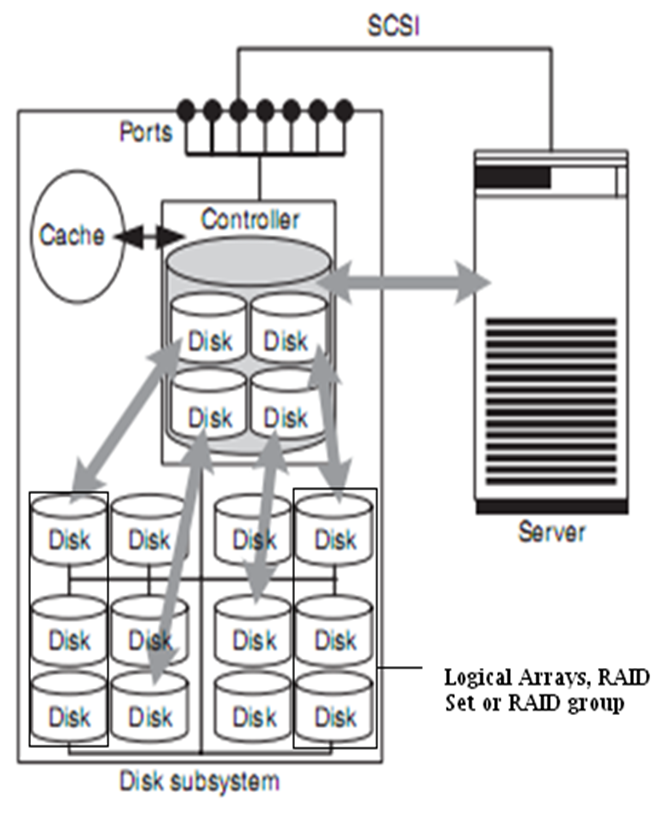 SCSI
Ports
Controller
Cache
Disk Disk
Disk Disk
Disk Disk Disk Disk
Server
Disk Disk Disk Disk
Logical Arrays, RAID
Set or RAID group
Disk Disk Disk Disk
Disk subsystem